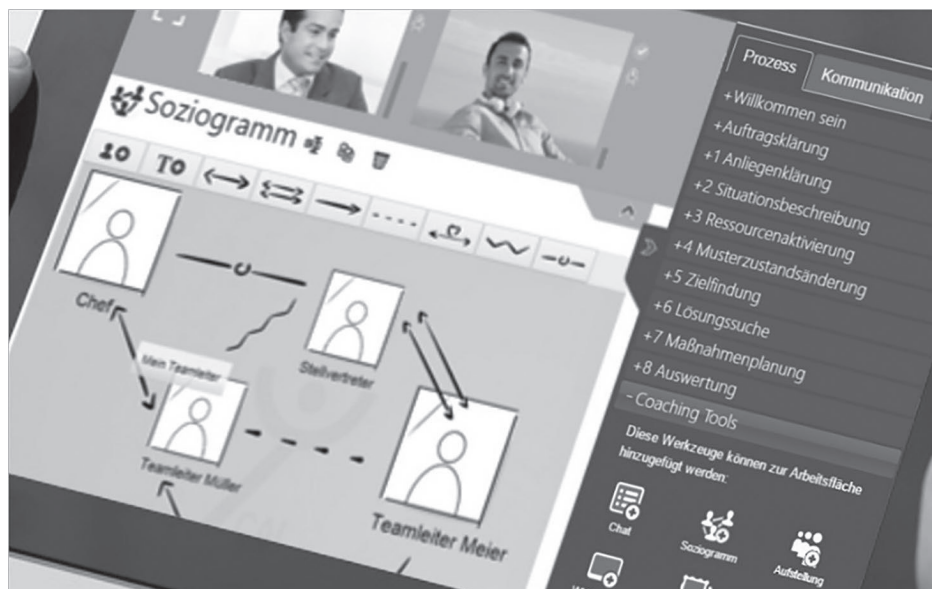 Soziogramm
TO
Chef
Mein Teamleiter
Stellvertreter
Teamleiter Müller
Teamleiter Meier
CAI
Prozess
Kommunikation
+Willkommen sein
+Auftragsklärung
+1 Anliegenklärung
+2 Situationsbeschreibung
+3 Ressourcenaktivierung
+4 Musterzustandsänderung
+5 Zielfindung
+6 Lösungssuche
+7 Maßnahmenplanung
+8 Auswertung
- Coaching Tools
Diese Werkzeuge können zur Arbeitsfläche
hinzugefügt werden:
Chat
Soziogramm
Aufstellung